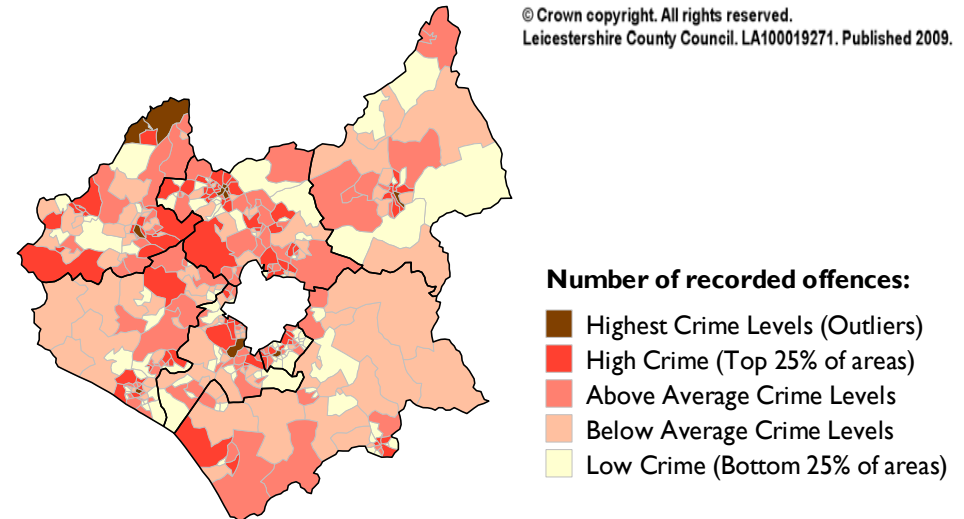 © Crown copyright. All rights reserved.
Leicestershire County Council. LA100019271. Published 2009.
Number of recorded offences:
Highest Crime Levels (Outliers)
High Crime (Top 25% of areas)
Above Average Crime Levels
Below Average Crime Levels
Low Crime (Bottom 25% of areas)